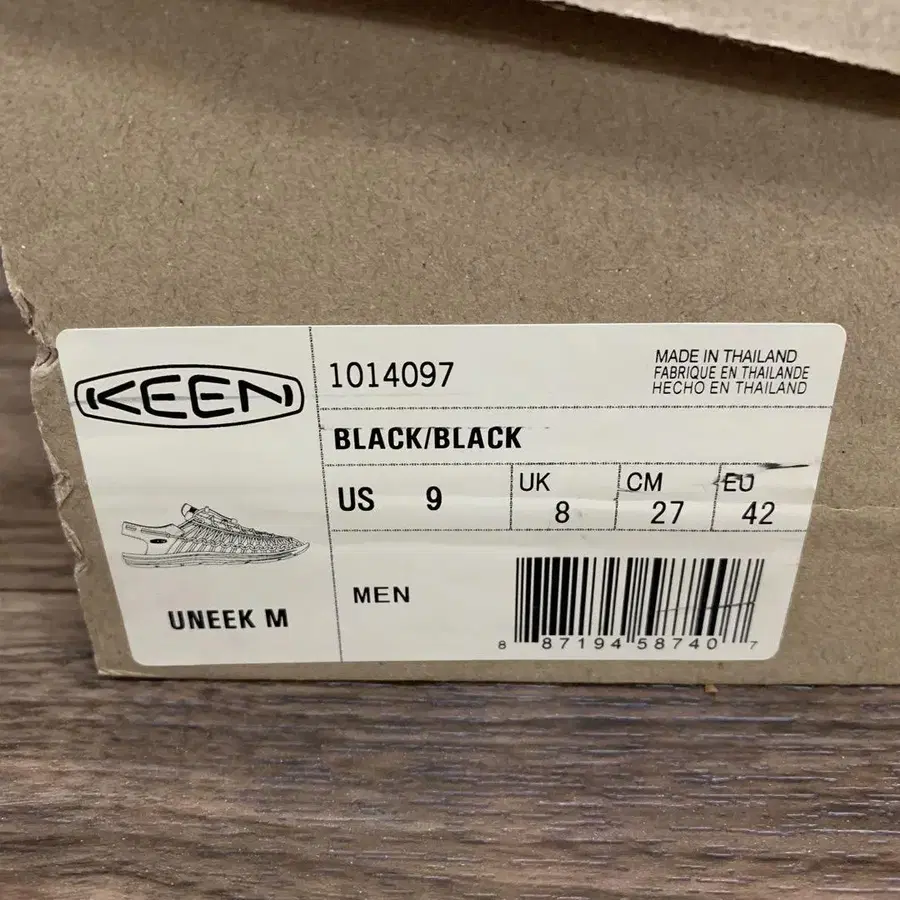 KEEN
1014097
MADE IN THAILAND
FABRIQUE EN THAILANDE
HECHO EN THAILAND
BLACK/BLACK
US 9
UK 8
CM 27
EU 42
UNEEK M
MEN
8 87194 58740 7